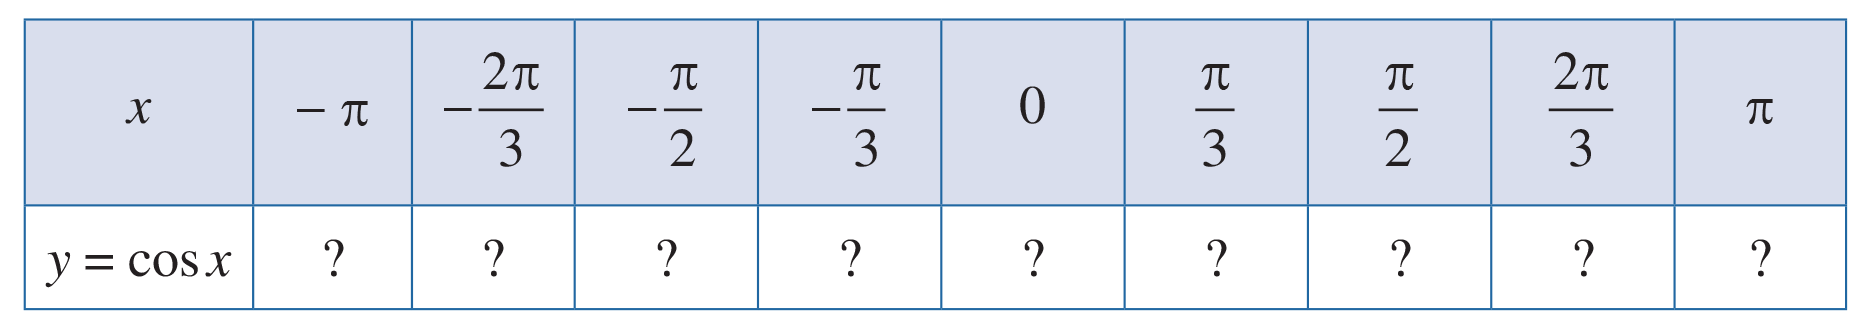 x − π −2π/3 −π/2 −π/3 0 π/3 π/2 2π/3 π
y = cos x ? ? ? ? ? ? ? ? ?